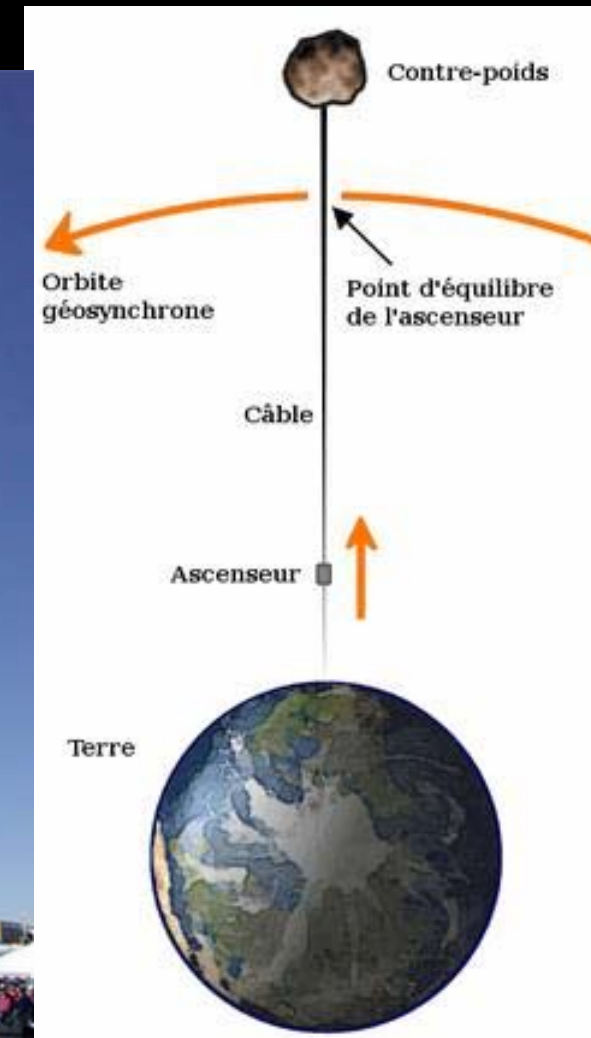 Contre-poids
Orbite
géosynchrone
Point d'équilibre
de l'ascenseur
Câble
Ascenseur
Terre